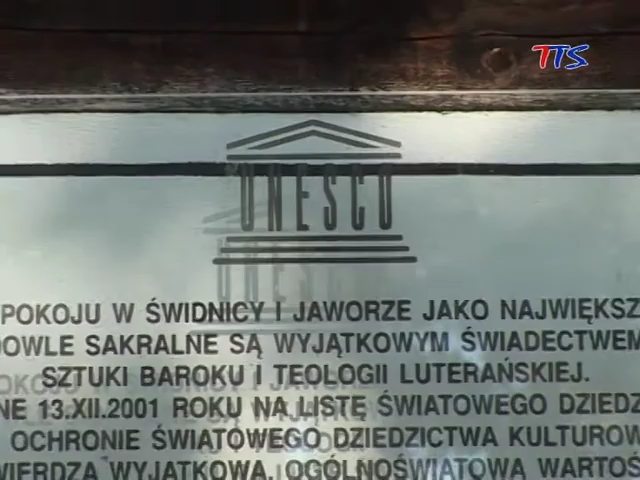 TTS
UNESCO
POKOJU W ŚWIDNICY I JAWORZE JAKO NAJWIĘKSZ
OWLE SAKRALNE SĄ WYJĄTKOWYM ŚWIADECTWEM
SZTUKI BAROKU I TEOLOGII LUTERAŃSKIEJ.
NE 13.XII.2001 ROKU NA LISTĘ ŚWIATOWEGO DZIEDZ
OCHRONIE ŚWIATOWEGO DZIEDZICTWA KULTUROW
WIERDZA WYJĄTKOWĄ, OGÓLNOŚWIATOWĄ WARTOŚ